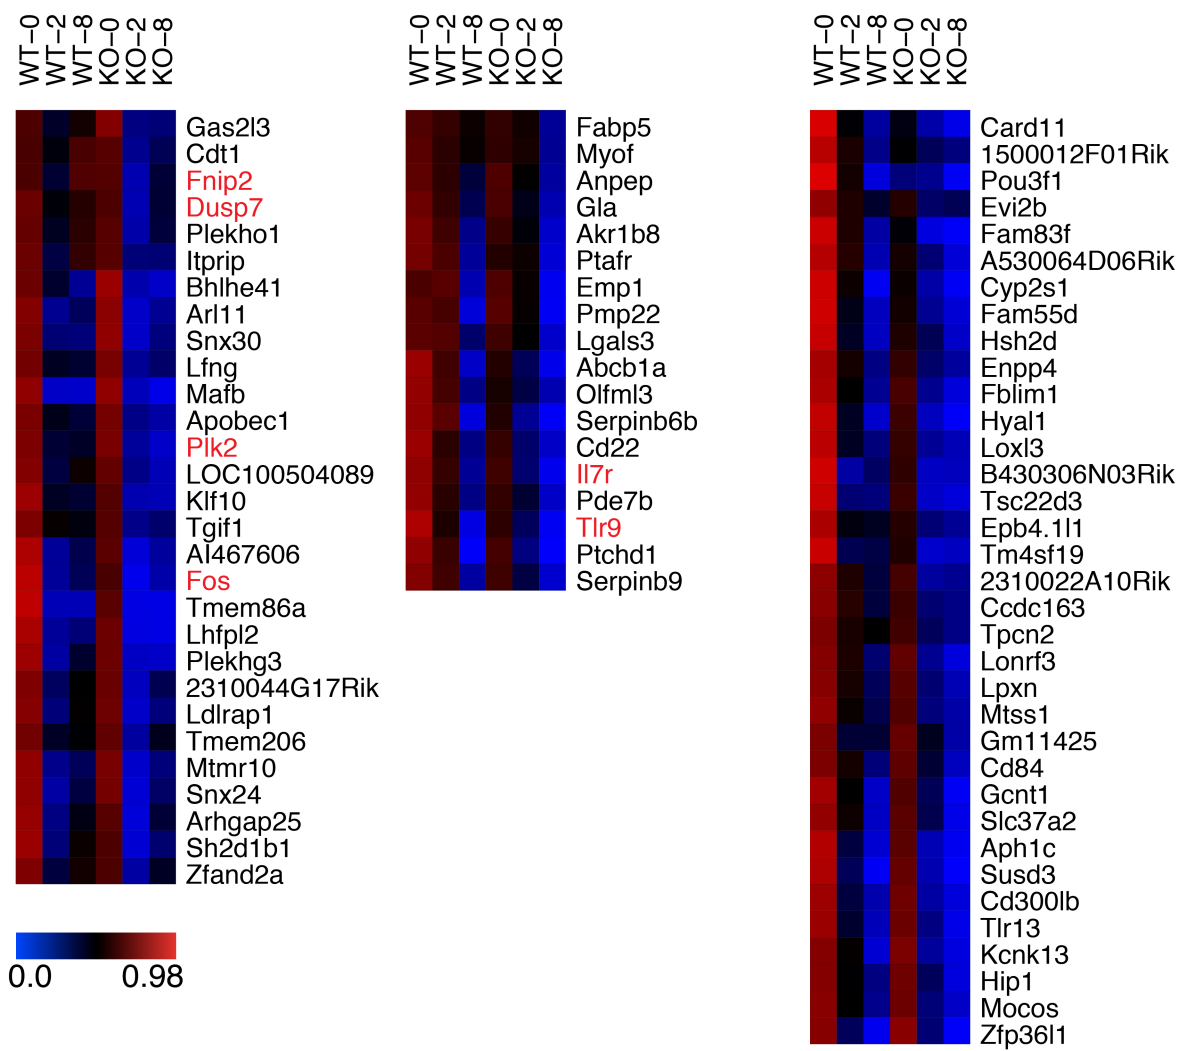 WT–0 WT–2 WT–8 KO–0 KO–2 KO–8
Gas2l3
Cdt1
Fnip2
Dusp7
Plekho1
Itprip
Bhlhe41
Arl11
Snx30
Lfng
Mafb
Apobec1
Plk2
LOC100504089
Klf10
Tgif1
AI467606
Fos
Tmem86a
Lhfpl2
Plekhg3
2310044G17Rik
Ldlrap1
Tmem206
Mtmr10
Snx24
Arhgap25
Sh2d1b1
Zfand2a
0.0 0.98
WT–0 WT–2 WT–8 KO–0 KO–2 KO–8
Fabp5
Myof
Anpep
Gla
Akr1b8
Ptafr
Emp1
Pmp22
Lgals3
Abcb1a
Olfml3
Serpinb6b
Cd22
Il7r
Pde7b
Tlr9
Ptchd1
Serpinb9
WT–0 WT–2 WT–8 KO–0 KO–2 KO–8
Card11
1500012F01Rik
Pou3f1
Evi2b
Fam83f
A530064D06Rik
Cyp2s1
Fam55d
Hsh2d
Enpp4
Fblim1
Hyal1
Loxl3
B430306N03Rik
Tsc22d3
Epb4.1l1
Tm4sf19
2310022A10Rik
Ccdc163
Tpcn2
Lonrf3
Lpxn
Mtss1
Gm11425
Cd84
Gcnt1
Slc37a2
Aph1c
Susd3
Cd300lb
Tlr13
Kcnk13
Hip1
Mocos
Zfp36l1